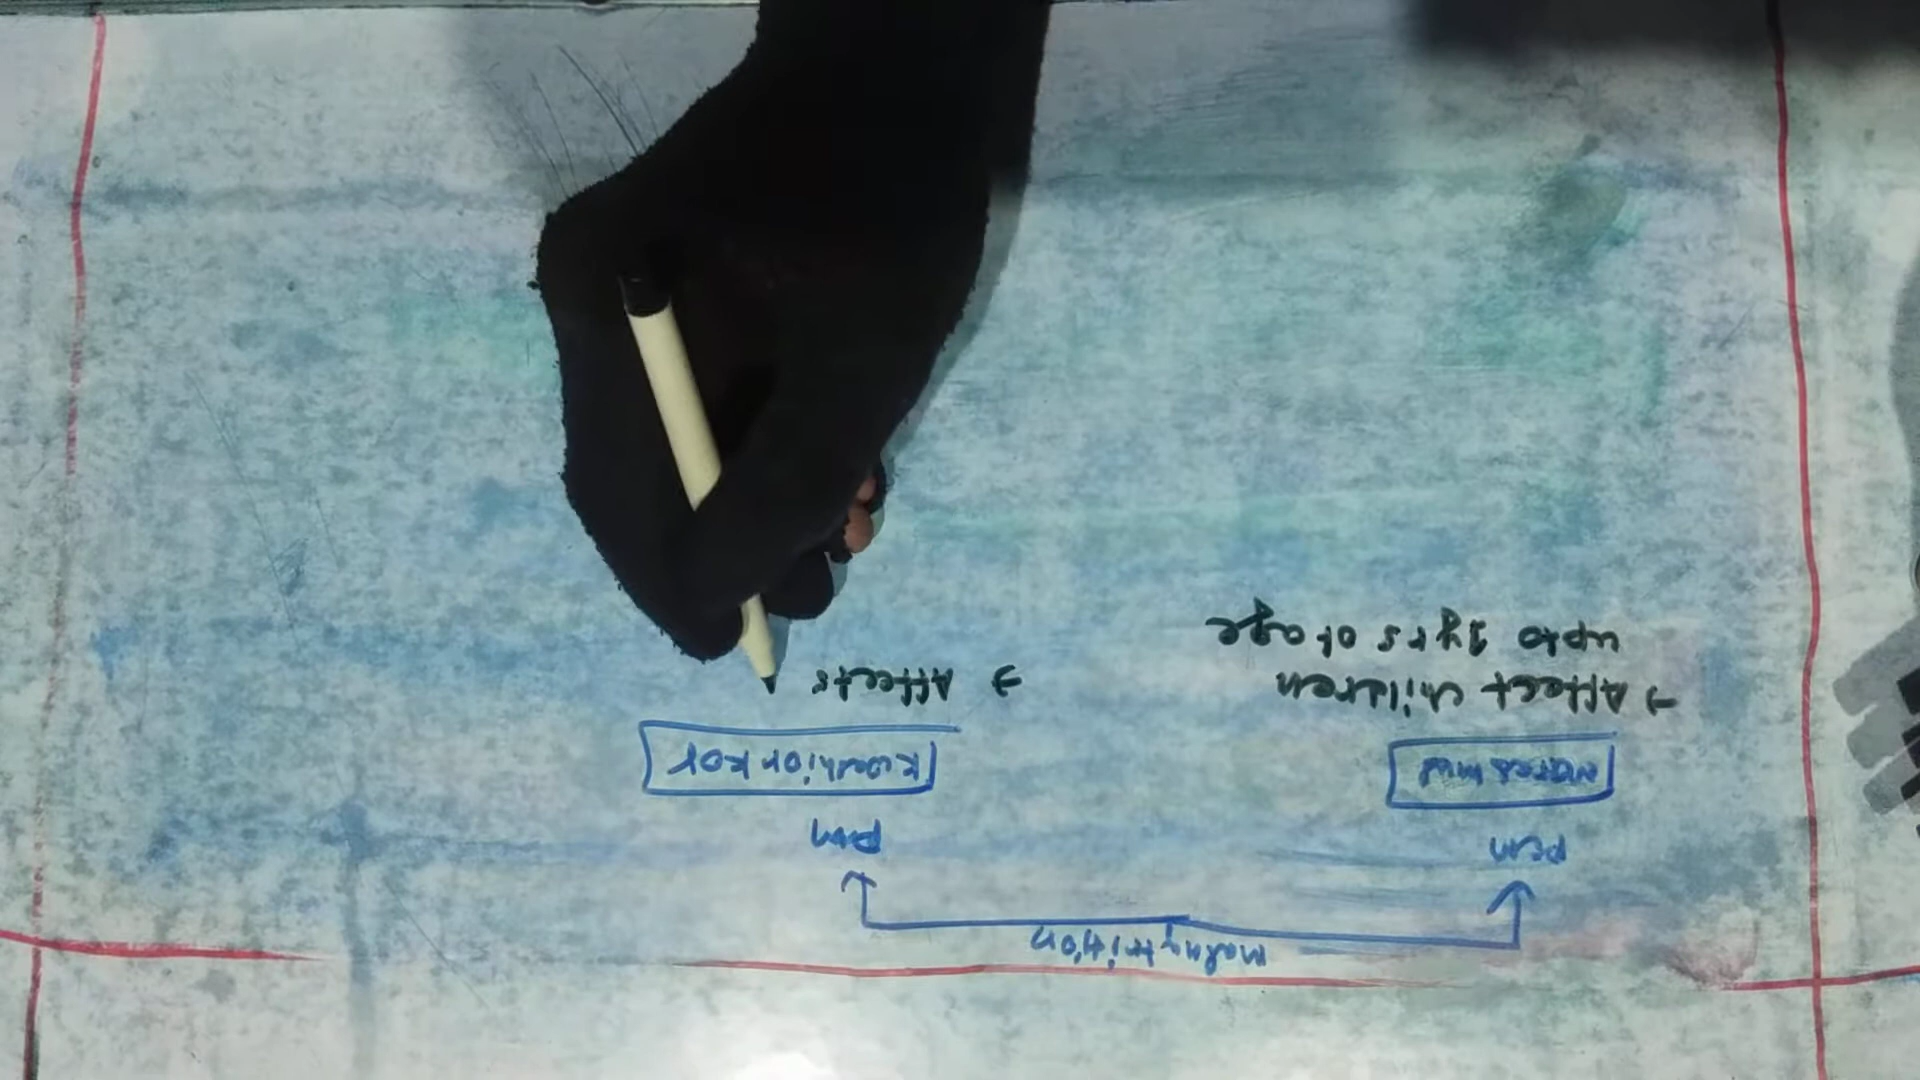 malnutrition
PEM
PEM
Marasmus
Kwashiorkor
→ Affect children
upto 1yrs of age
→ Affects